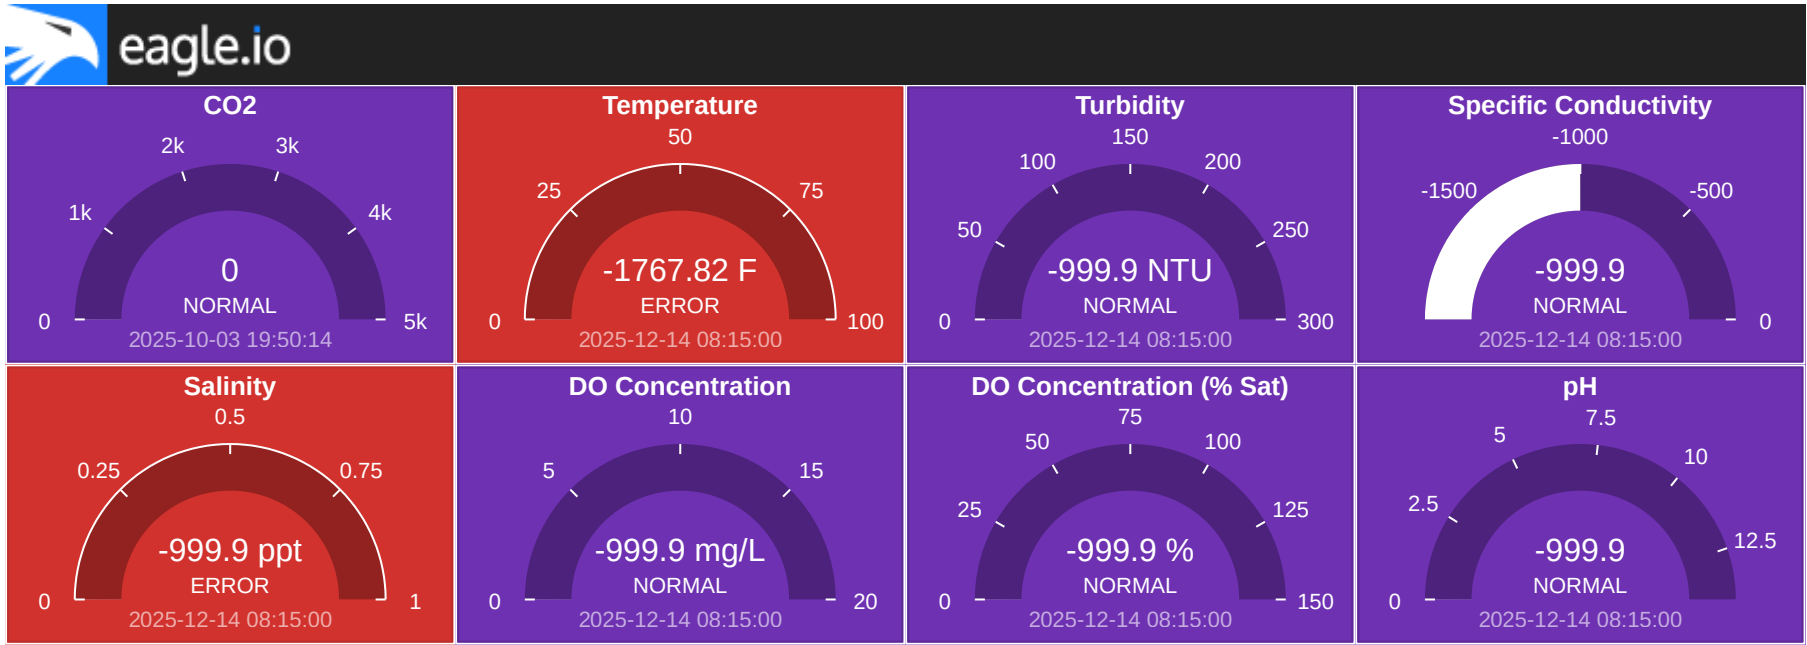 eagle.io
CO2
2k
3k
1k
4k
0
NORMAL
0
5k
2025-10-03 19:50:14
Temperature
50
25
75
-1767.82 F
ERROR
0
100
2025-12-14 08:15:00
Turbidity
150
100
200
50
250
-999.9 NTU
NORMAL
0
300
2025-12-14 08:15:00
Specific Conductivity
-1000
-1500
-500
-999.9
NORMAL
0
2025-12-14 08:15:00
Salinity
0.5
0.25
0.75
-999.9 ppt
ERROR
0
1
2025-12-14 08:15:00
DO Concentration
10
5
15
-999.9 mg/L
NORMAL
0
20
2025-12-14 08:15:00
DO Concentration (% Sat)
75
50
100
25
125
-999.9 %
NORMAL
0
150
2025-12-14 08:15:00
pH
7.5
5
10
2.5
12.5
-999.9
NORMAL
0
2025-12-14 08:15:00